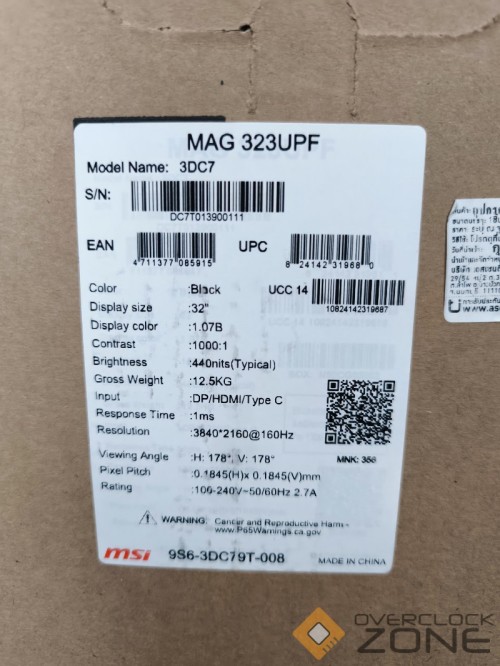 MAG 323UPF
Model Name: 3DC7
S/N:
DC7T013900111
EAN
4 711377 085915
UPC
8 24142 31968 0
Color :Black
UCC 14
10824142319687
Display size :32"
Display color :1.07B
Contrast :1000:1
Brightness :440nits(Typical)
Gross Weight :12.5KG
Input :DP/HDMI/Type C
Response Time :1ms
Resolution :3840*2160@160Hz
MNK: 356
Viewing Angle :H: 178°, V: 178°
Pixel Pitch :0.1845(H)x 0.1845(V)mm
Rating :100-240V~50/60Hz 2.7A
WARNING: Cancer and Reproductive Harm-
www.P65Warnings.ca.gov
msi 9S6-3DC79T-008 MADE IN CHINA
OVERCLOCK
ZONE